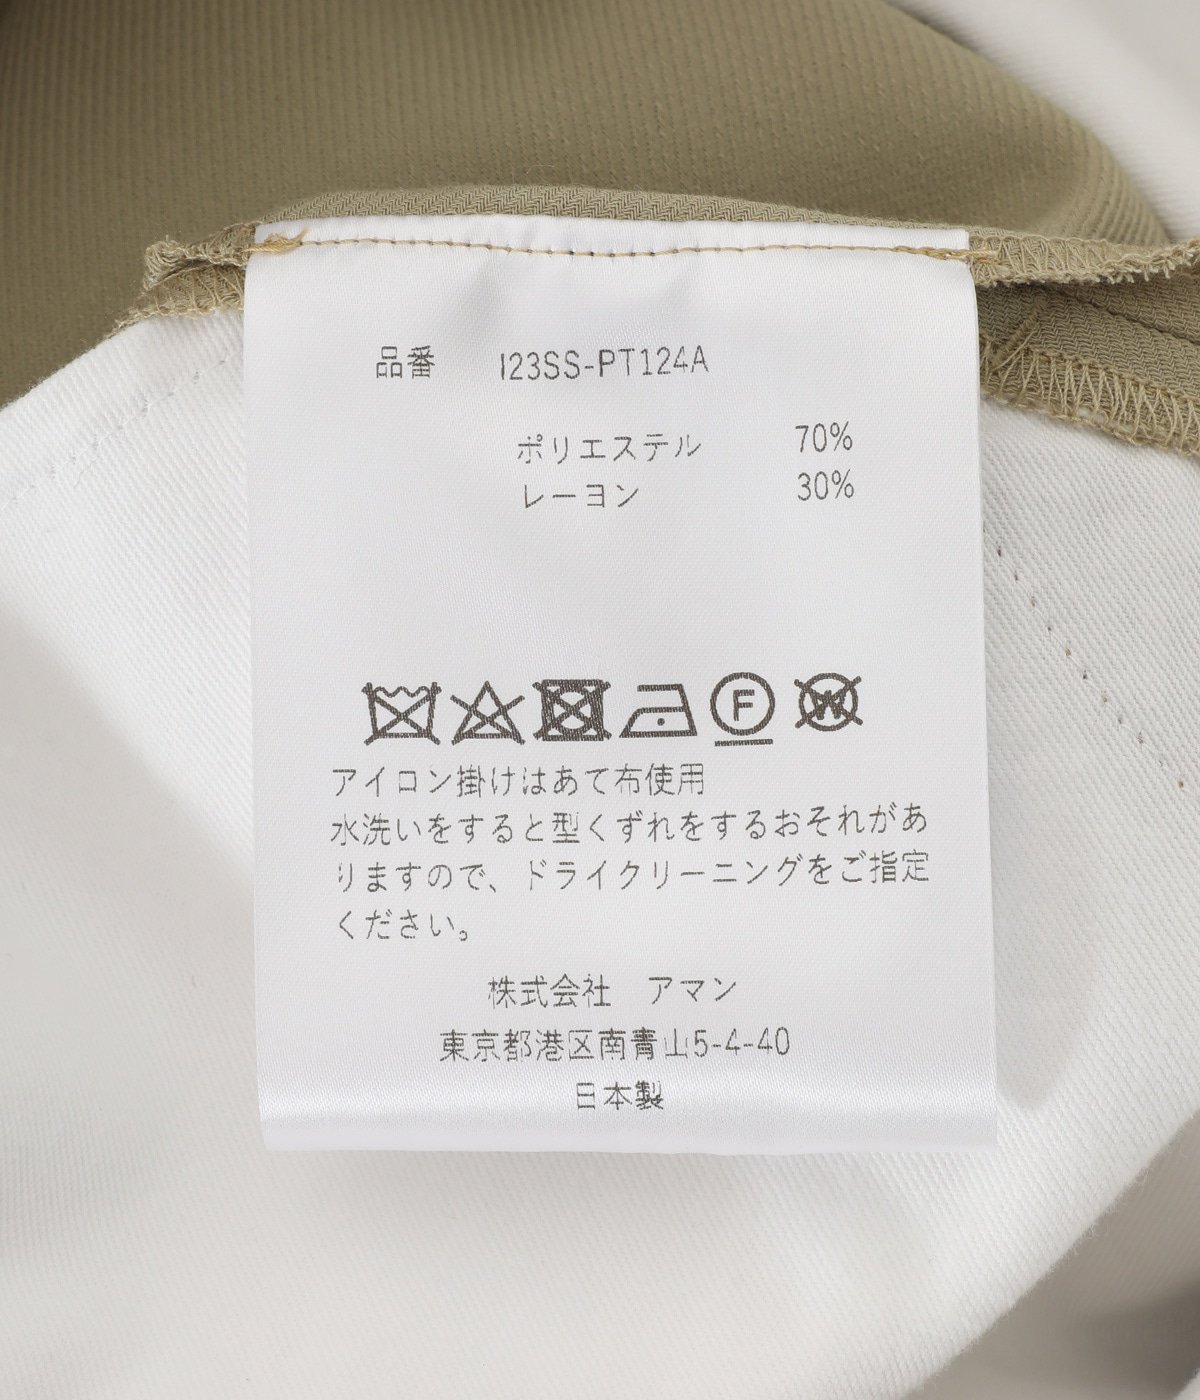 品番 I23SS-PT124A
ポリエステル 70%
レーヨン 30%
F W
アイロン掛けはあて布使用
水洗いをすると型くずれをするおそれがあ
りますので、ドライクリーニングをご指定
ください。
株式会社 アマン
東京都港区南青山5-4-40
日本製